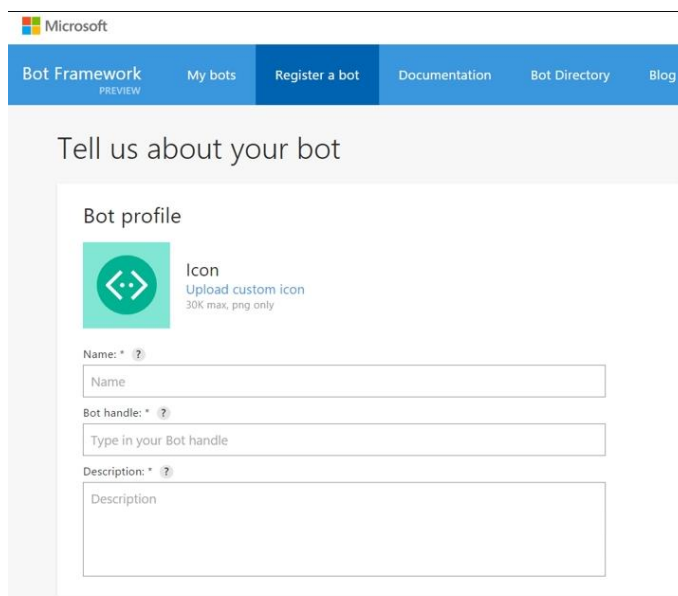 Microsoft
Bot Framework My bots Register a bot Documentation Bot Directory Blog
PREVIEW
Tell us about your bot
Bot profile
Icon
Upload custom icon
30K max, png only
Name: * ?
Name
Bot handle: * ?
Type in your Bot handle
Description: * ?
Description